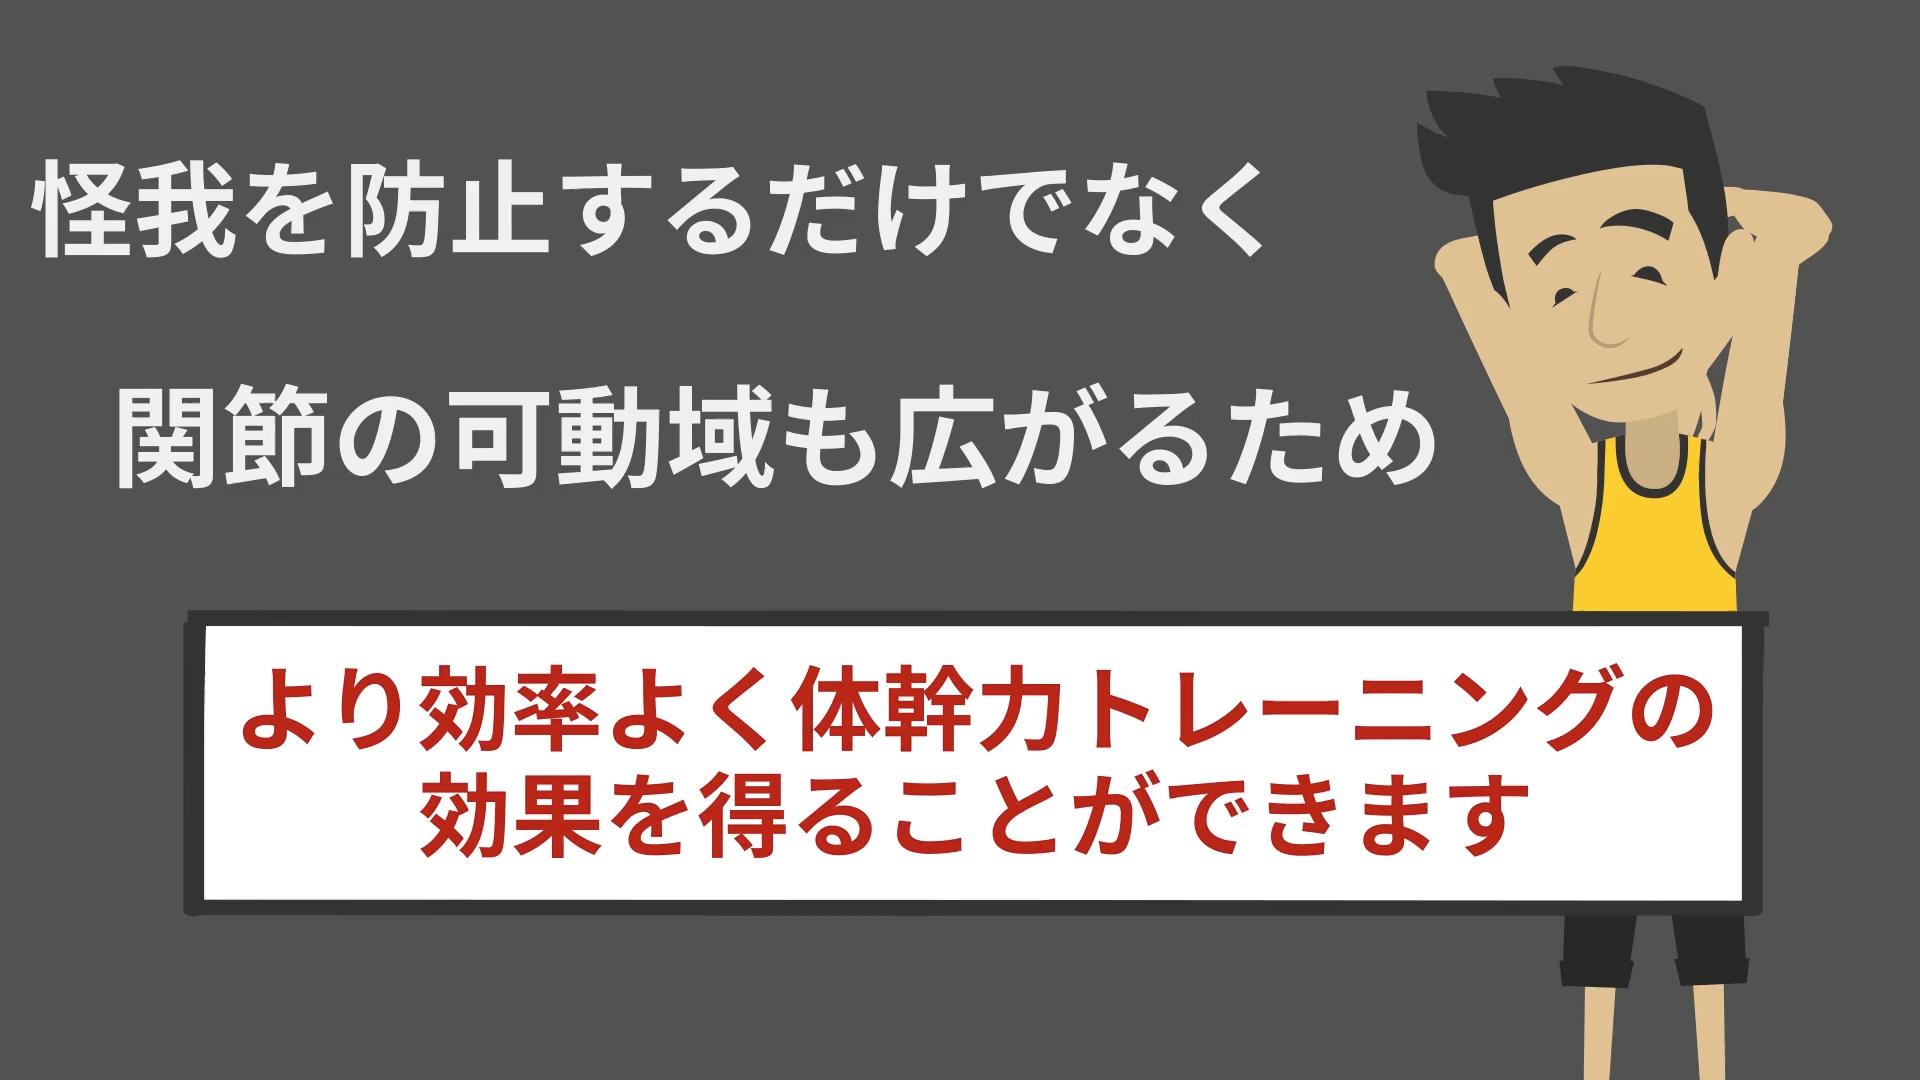 怪我を防止するだけでなく
関節の可動域も広がるため
より効率よく体幹力トレーニングの
効果を得ることができます